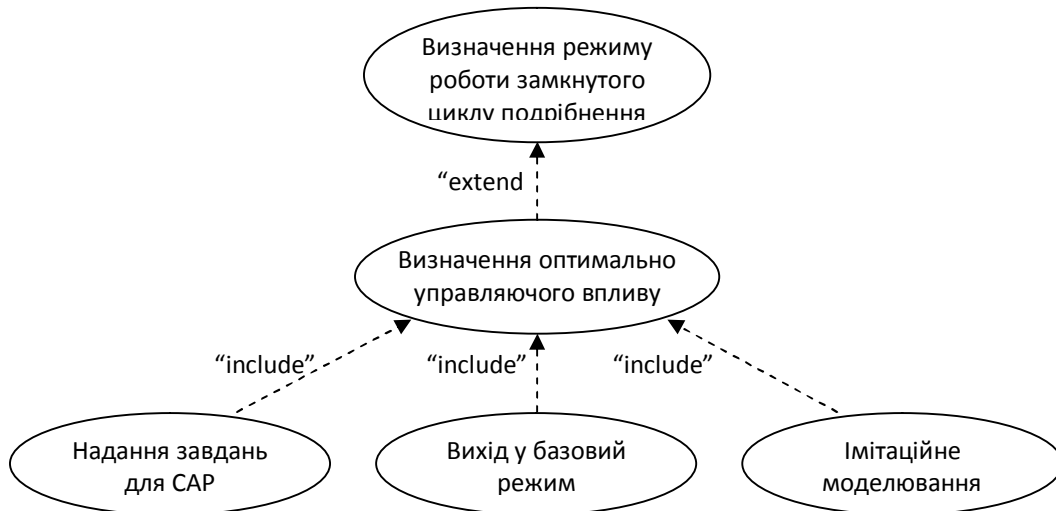 Визначення режиму
роботи замкнутого
циклу подрібнення
“extend
Визначення оптимально
управляючого впливу
“include”
“include”
“include”
Надання завдань
для САР
Вихід у базовий
режим
Імітаційне
моделювання